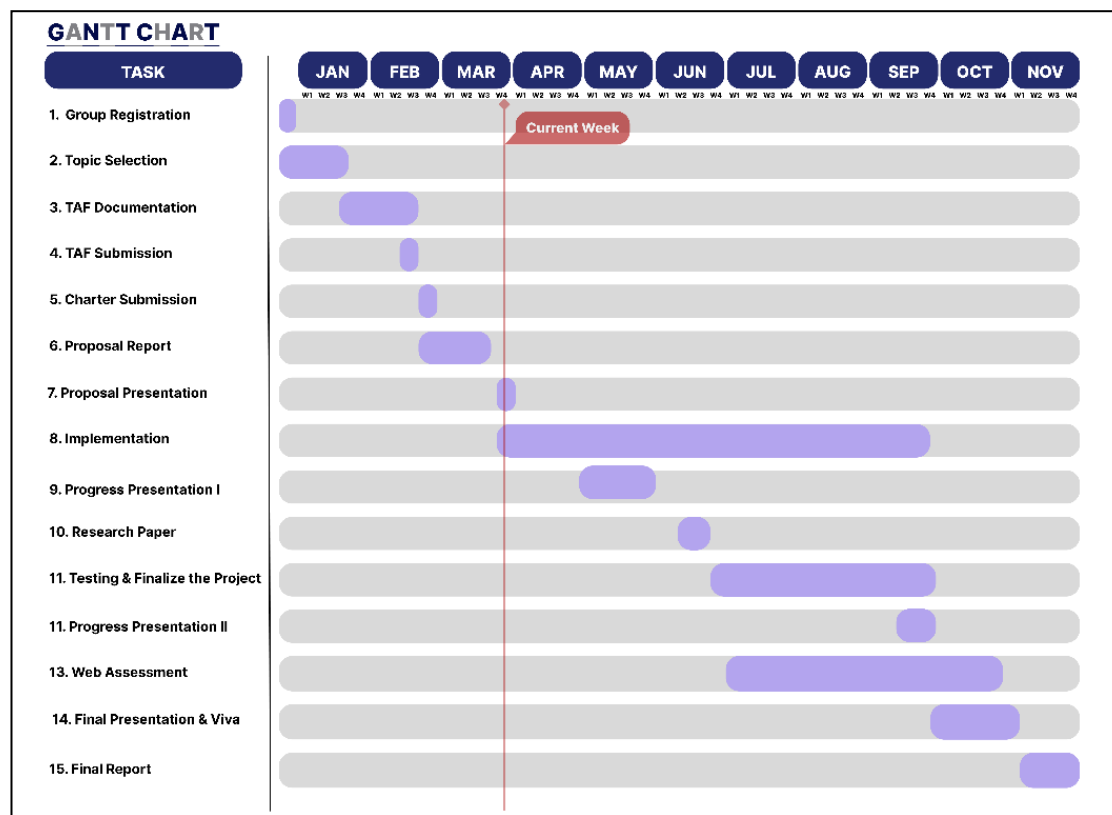 GANTT CHART
TASK
JAN FEB MAR APR MAY JUN JUL AUG SEP OCT NOV
W1 W2 W3 W4 W1 W2 W3 W4 W1 W2 W3 W4 W1 W2 W3 W4 W1 W2 W3 W4 W1 W2 W3 W4 W1 W2 W3 W4 W1 W2 W3 W4 W1 W2 W3 W4 W1 W2 W3 W4 W1 W2 W3 W4
1. Group Registration
Current Week
2. Topic Selection
3. TAF Documentation
4. TAF Submission
5. Charter Submission
6. Proposal Report
7. Proposal Presentation
8. Implementation
9. Progress Presentation I
10. Research Paper
11. Testing & Finalize the Project
11. Progress Presentation II
13. Web Assessment
14. Final Presentation & Viva
15. Final Report